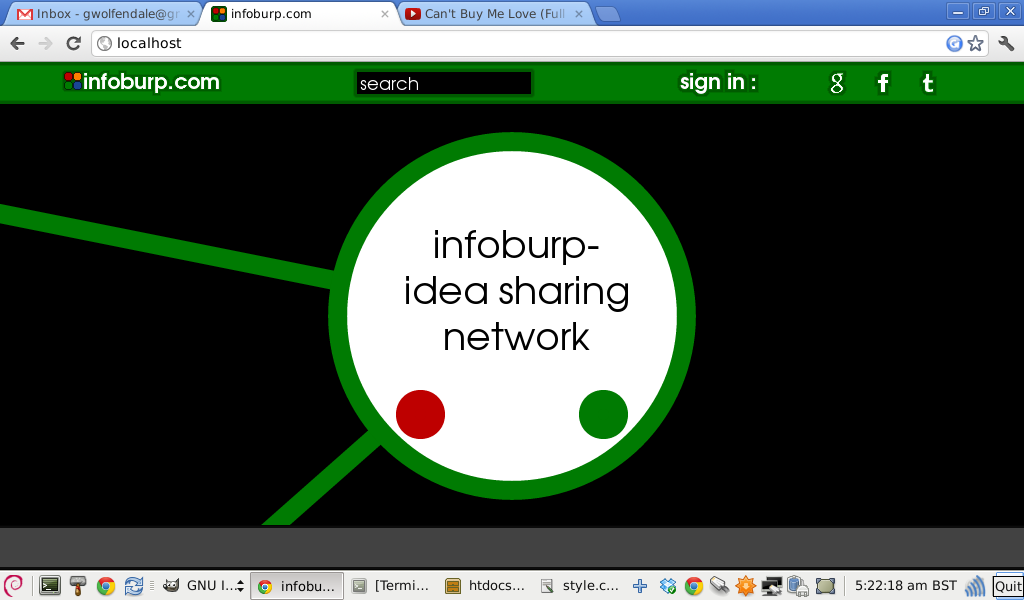 Inbox - gwolfendale@gr
infoburp.com
Can't Buy Me Love (Full
localhost
infoburp.com
search
sign in :
g
f
t
infoburp-
idea sharing
network
GNU I...
infobu...
[Termi...
htdocs...
style.c...
5:22:18 am BST
Quit